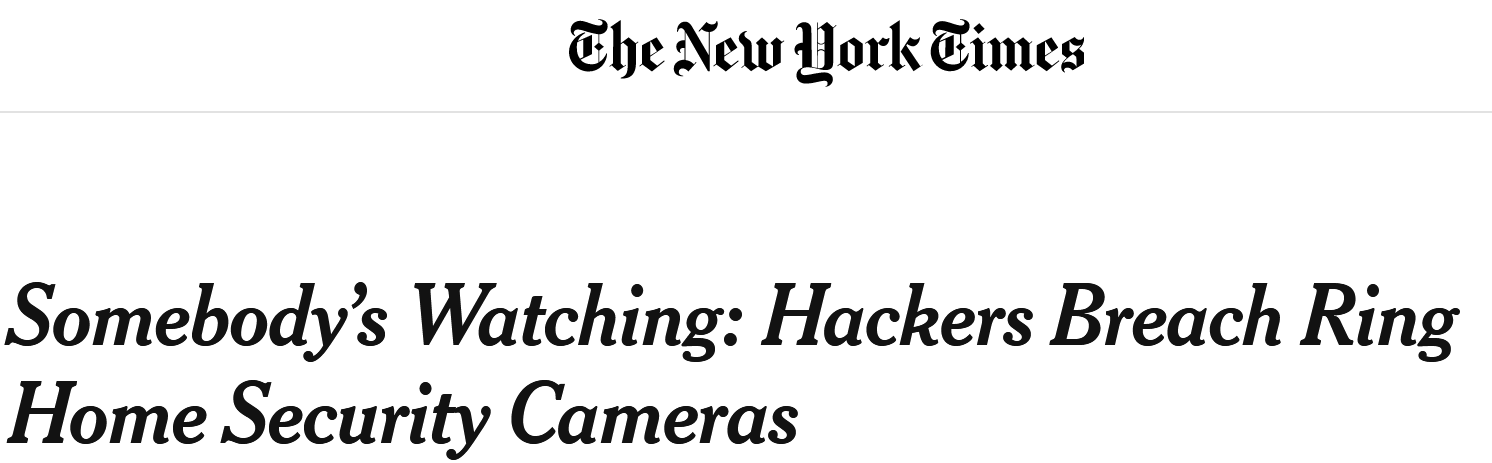 The New York Times
Somebody’s Watching: Hackers Breach Ring
Home Security Cameras